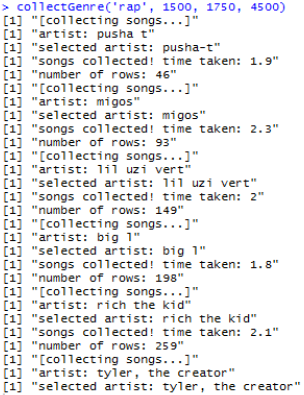 > collectGenre('rap', 1500, 1750, 4500)
[1] "[collecting songs...]"
[1] "artist: pusha t"
[1] "selected artist: pusha-t"
[1] "songs collected! time taken: 1.9"
[1] "number of rows: 46"
[1] "[collecting songs...]"
[1] "artist: migos"
[1] "selected artist: migos"
[1] "songs collected! time taken: 2.3"
[1] "number of rows: 93"
[1] "[collecting songs...]"
[1] "artist: lil uzi vert"
[1] "selected artist: lil uzi vert"
[1] "songs collected! time taken: 2"
[1] "number of rows: 149"
[1] "[collecting songs...]"
[1] "artist: big l"
[1] "selected artist: big l"
[1] "songs collected! time taken: 1.8"
[1] "number of rows: 198"
[1] "[collecting songs...]"
[1] "artist: rich the kid"
[1] "selected artist: rich the kid"
[1] "songs collected! time taken: 2.1"
[1] "number of rows: 259"
[1] "[collecting songs...]"
[1] "artist: tyler, the creator"
[1] "selected artist: tyler, the creator"